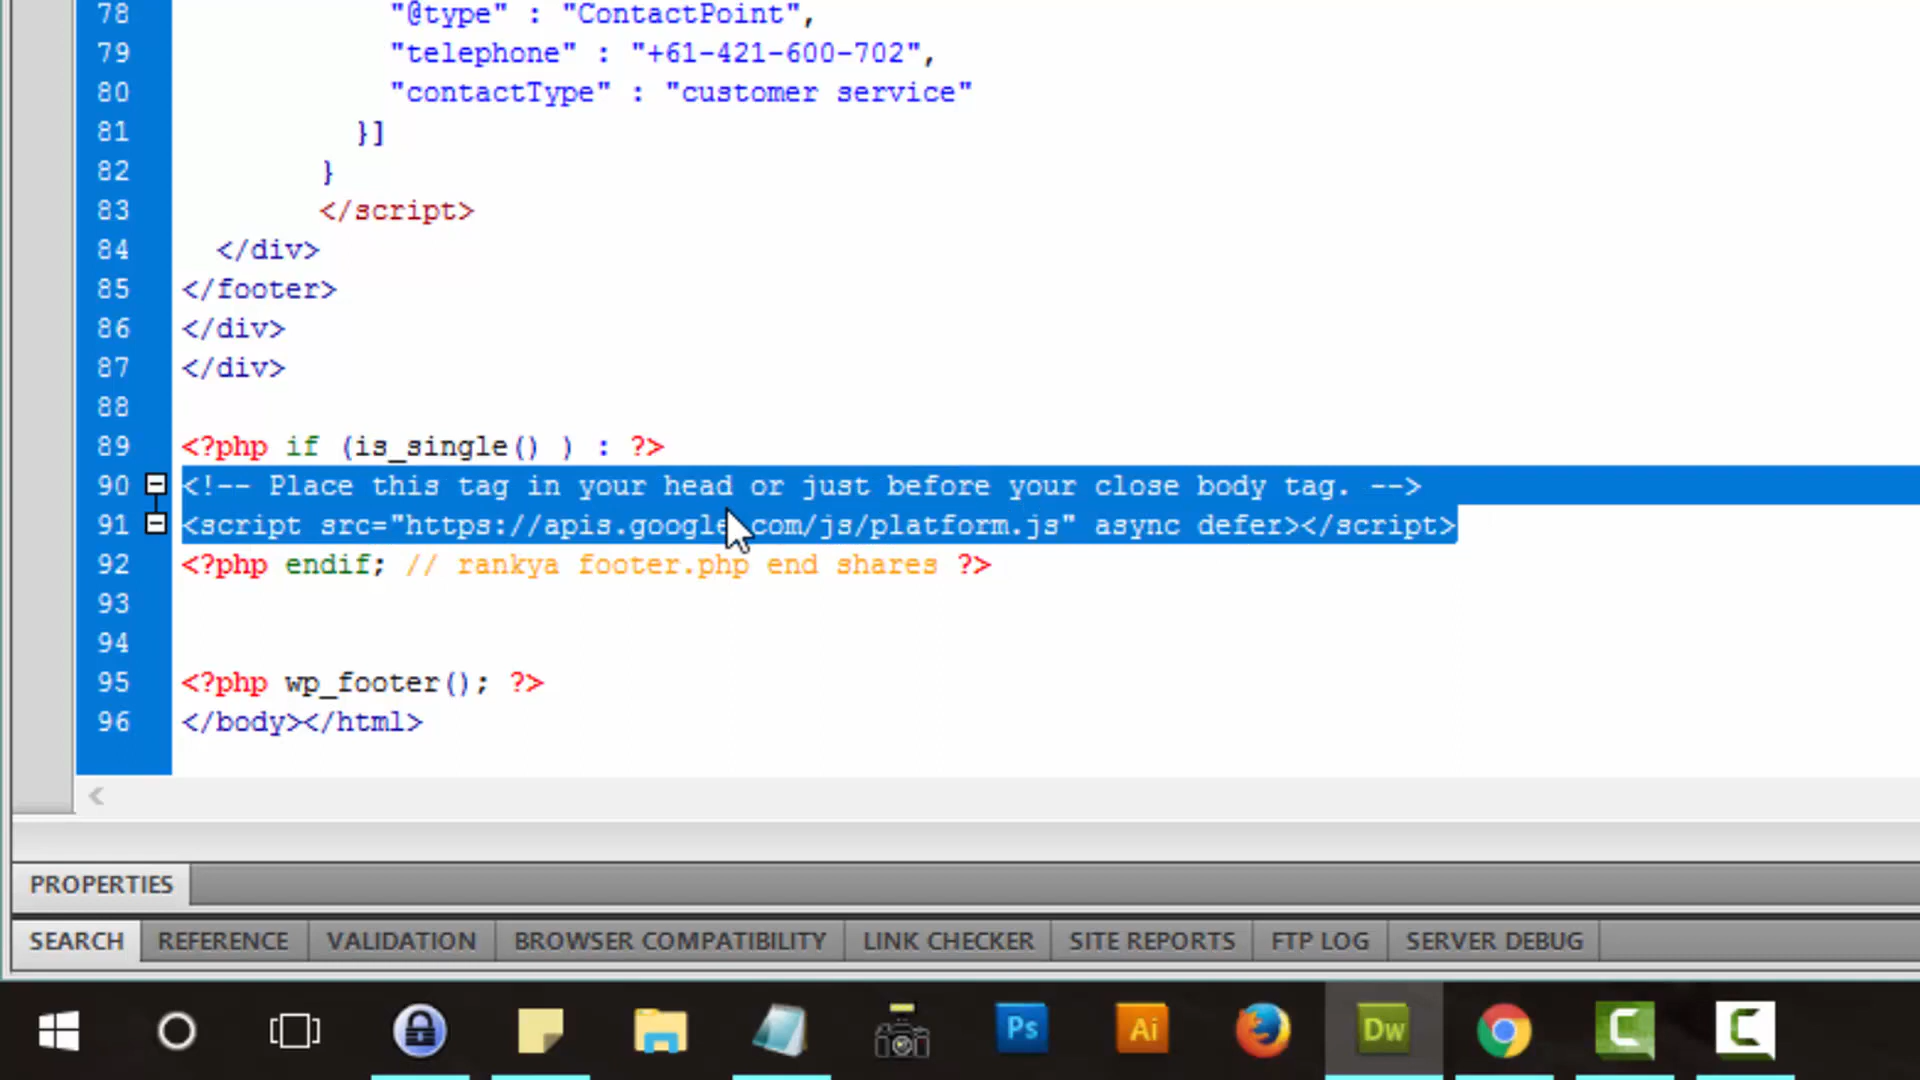 78 "@type" : "ContactPoint",
79 "telephone" : "+61-421-600-702",
80 "contactType" : "customer service"
81 }]
82 }
83 </script>
84 </div>
85 </footer>
86 </div>
87 </div>
88
89 <?php if (is_single() ) : ?>
90 <!-- Place this tag in your head or just before your close body tag. -->
91 <script src="https://apis.google.com/js/platform.js" async defer></script>
92 <?php endif; // rankya footer.php end shares ?>
93
94
95 <?php wp_footer(); ?>
96 </body></html>
PROPERTIES
SEARCH REFERENCE VALIDATION BROWSER COMPATIBILITY LINK CHECKER SITE REPORTS FTP LOG SERVER DEBUG
Ps Ai Dw C C